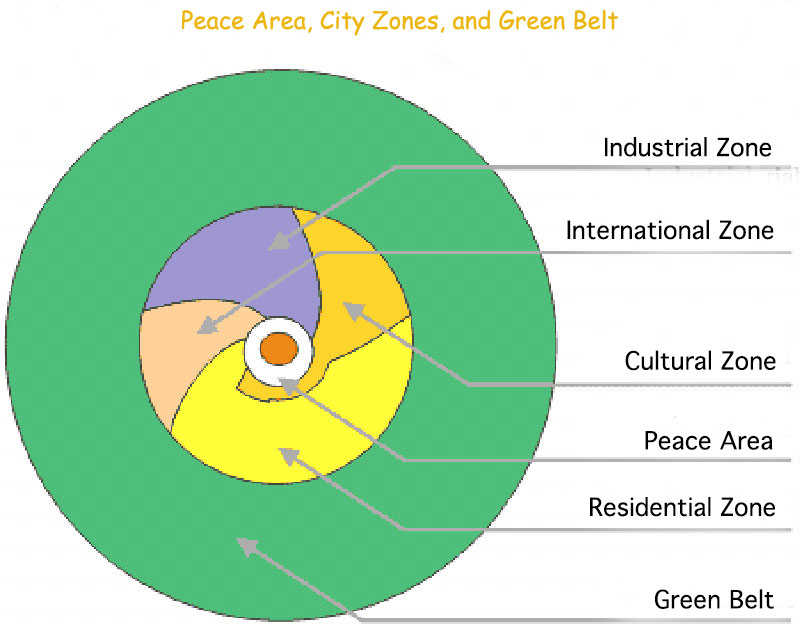 Peace Area, City Zones, and Green Belt
Industrial Zone
International Zone
Cultural Zone
Peace Area
Residential Zone
Green Belt